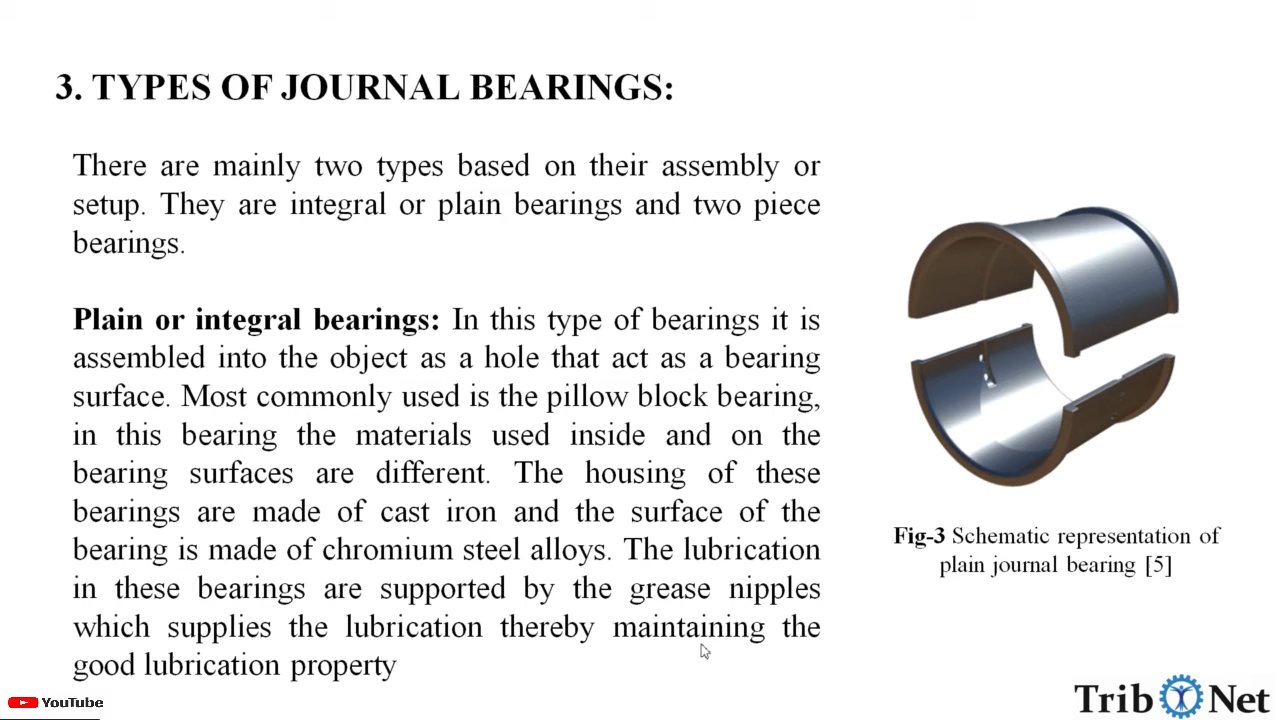 3. TYPES OF JOURNAL BEARINGS:
There are mainly two types based on their assembly or
setup. They are integral or plain bearings and two piece
bearings.
Plain or integral bearings: In this type of bearings it is
assembled into the object as a hole that act as a bearing
surface. Most commonly used is the pillow block bearing,
in this bearing the materials used inside and on the
bearing surfaces are different. The housing of these
bearings are made of cast iron and the surface of the
bearing is made of chromium steel alloys. The lubrication
in these bearings are supported by the grease nipples
which supplies the lubrication thereby maintaining the
good lubrication property
Fig-3 Schematic representation of
plain journal bearing [5]
YouTube
Trib Net